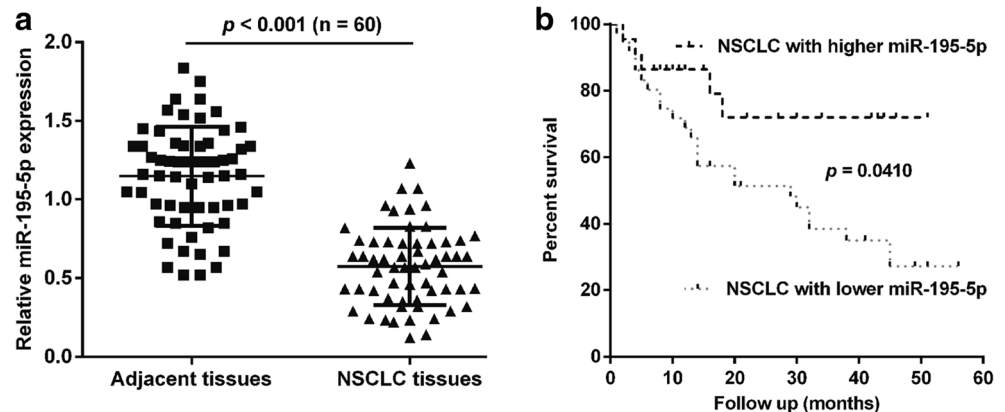 a
p < 0.001 (n = 60)
Relative miR-195-5p expression
2.0
1.5
1.0
0.5
0.0
Adjacent tissues
NSCLC tissues
b
Percent survival
100
80
60
40
20
0
NSCLC with higher miR-195-5p
p = 0.0410
NSCLC with lower miR-195-5p
0 10 20 30 40 50 60
Follow up (months)